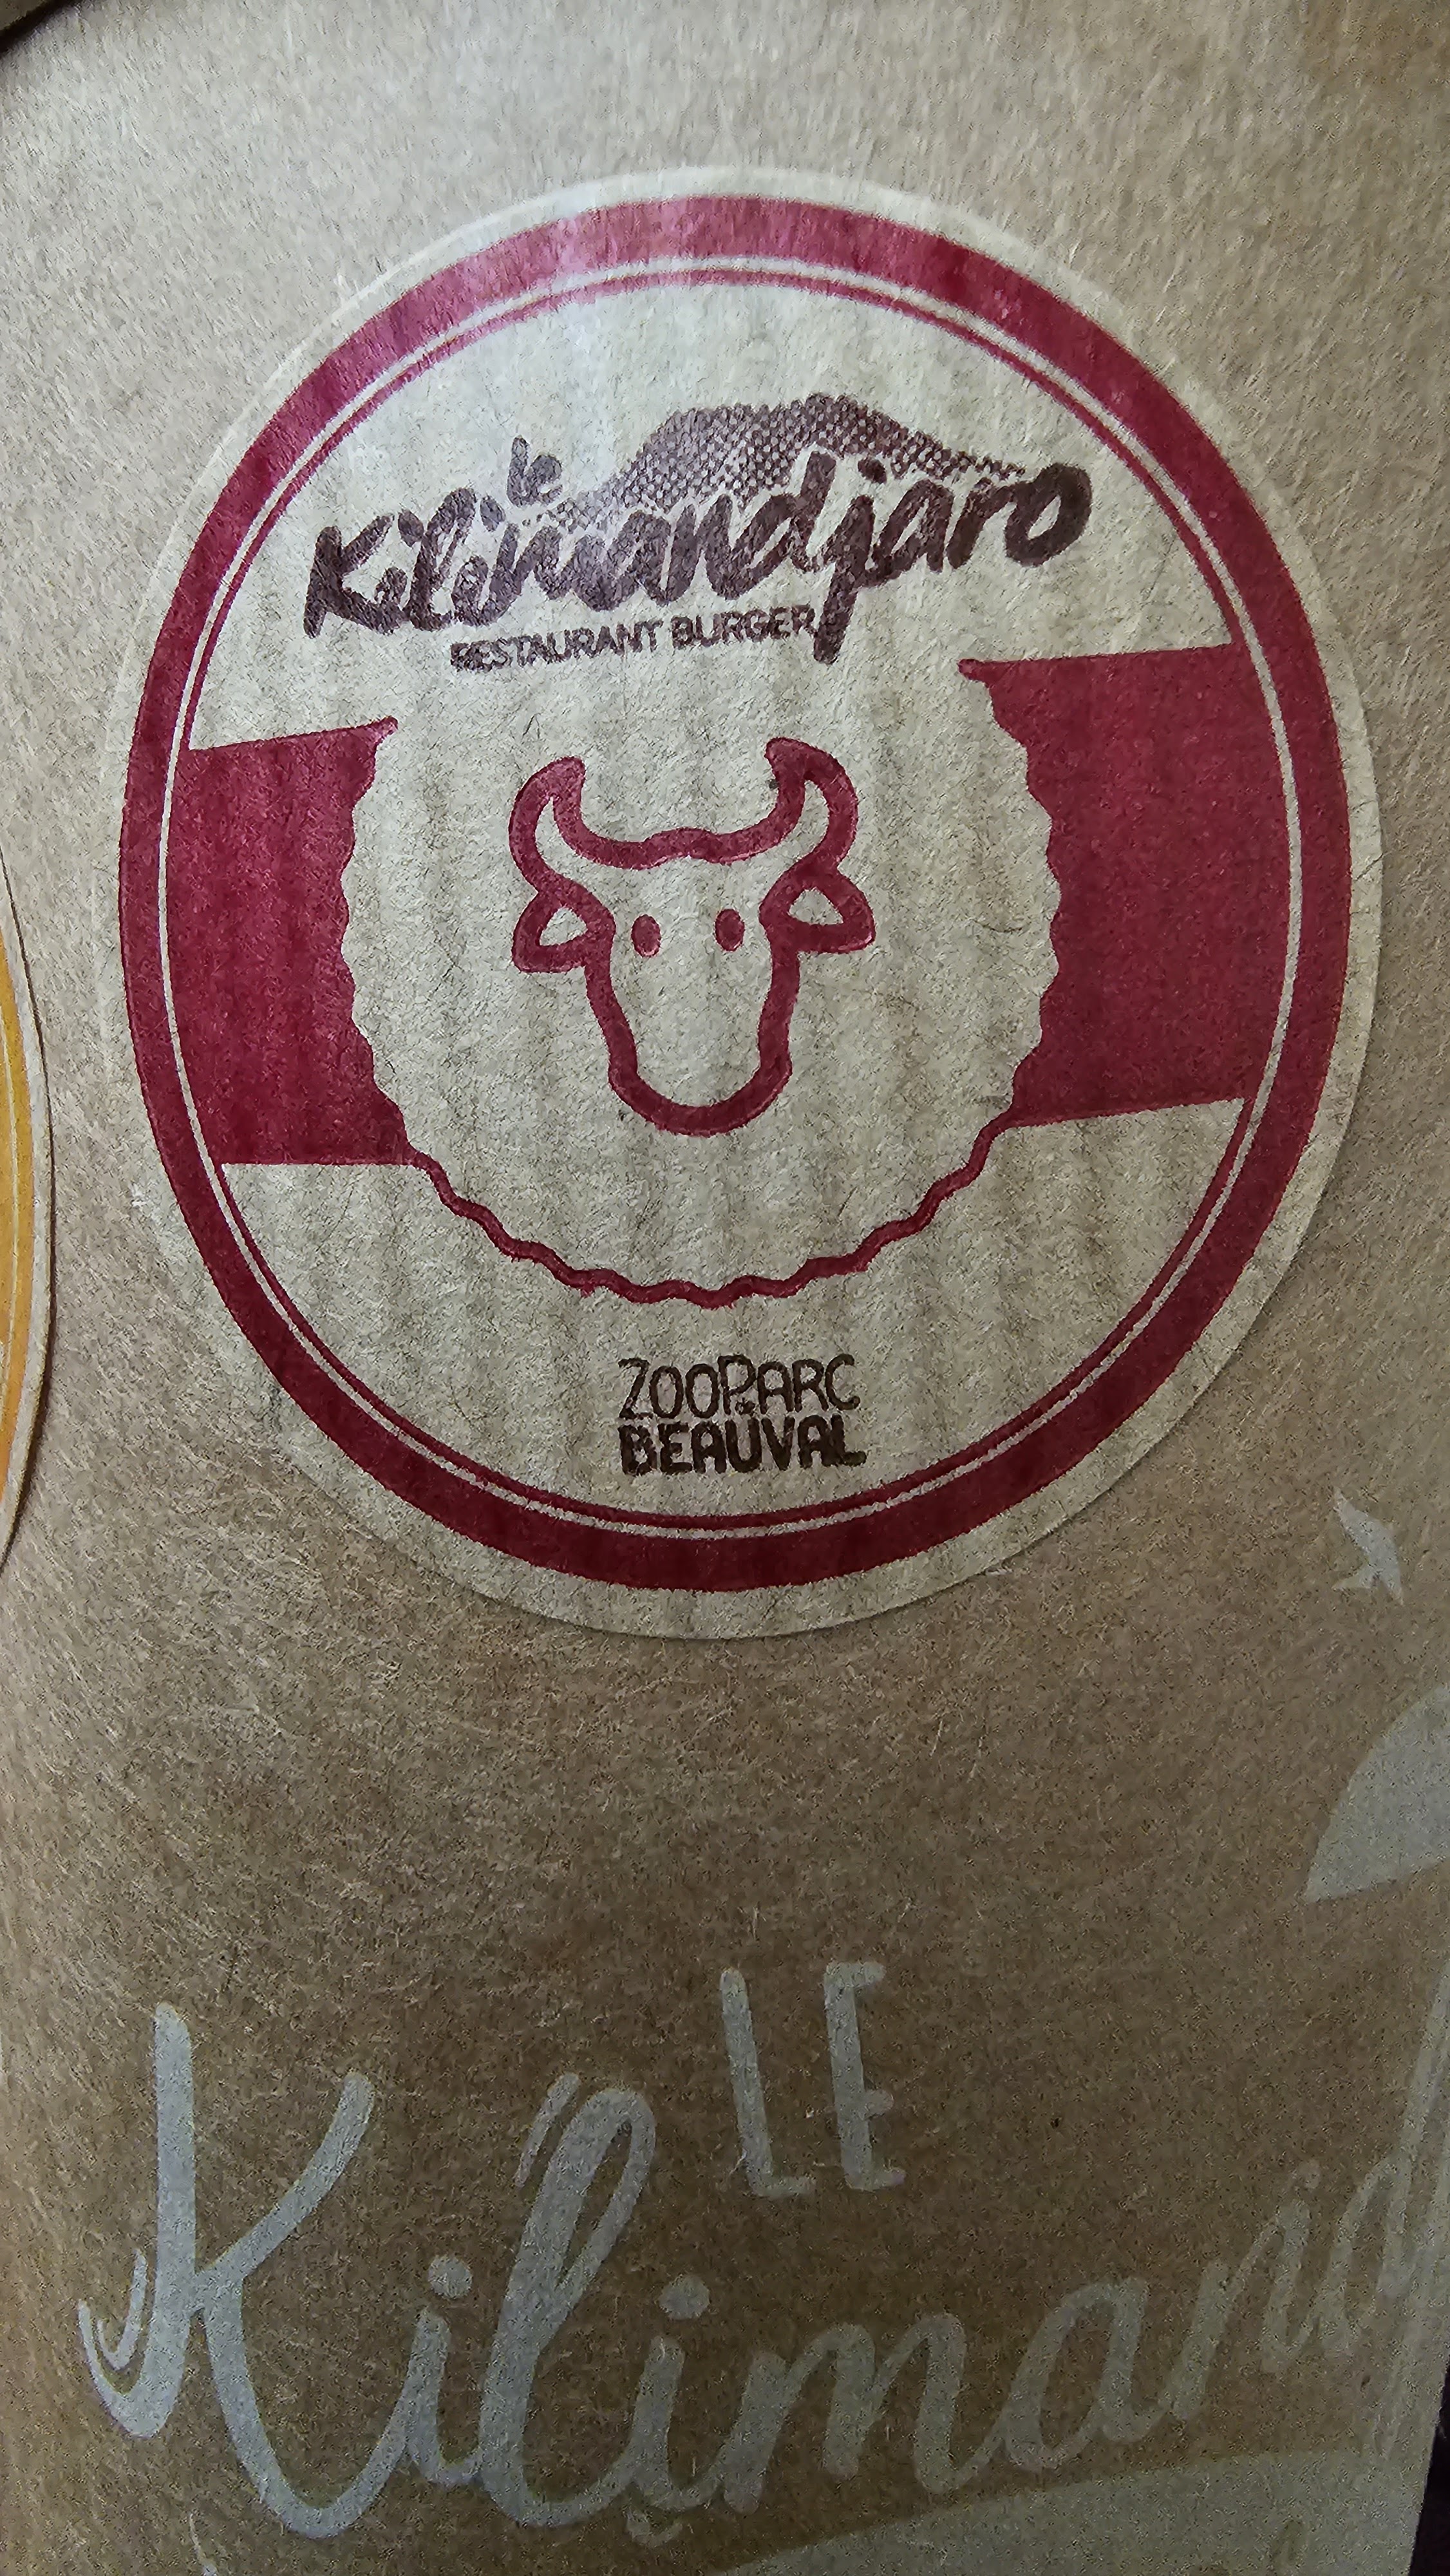 le
Kilimandjaro
RESTAURANT BURGER
ZOOPARC
BEAUVAL
LE
Kilimand